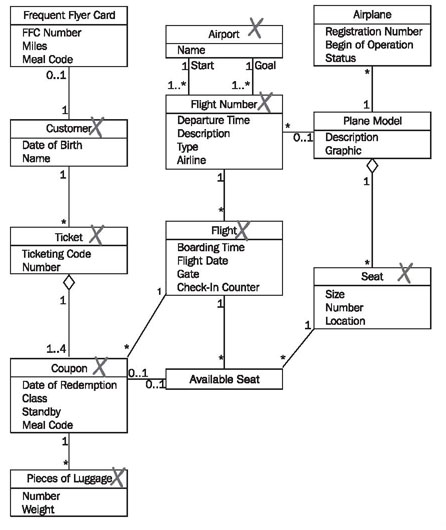 Frequent Flyer Card
FFC Number
Miles
Meal Code
0..1
1
Customer X
Date of Birth
Name
1
*
Ticket X
Ticketing Code
Number
1
1..4
Coupon X
Date of Redemption
Class
Standby
Meal Code
1
*
Pieces of Luggage X
Number
Weight
Airport X
Name
1 Start
1 Goal
1..*
1..*
Flight Number X
Departure Time
Description
Type
Airline
*
0..1
1
*
Flight X
Boarding Time
Flight Date
Gate
Check-In Counter
1
*
1
*
0..1
0..1
Available Seat
Airplane
Registration Number
Begin of Operation
Status
*
1
Plane Model
Description
Graphic
1
*
Seat X
Size
Number
Location
1
*